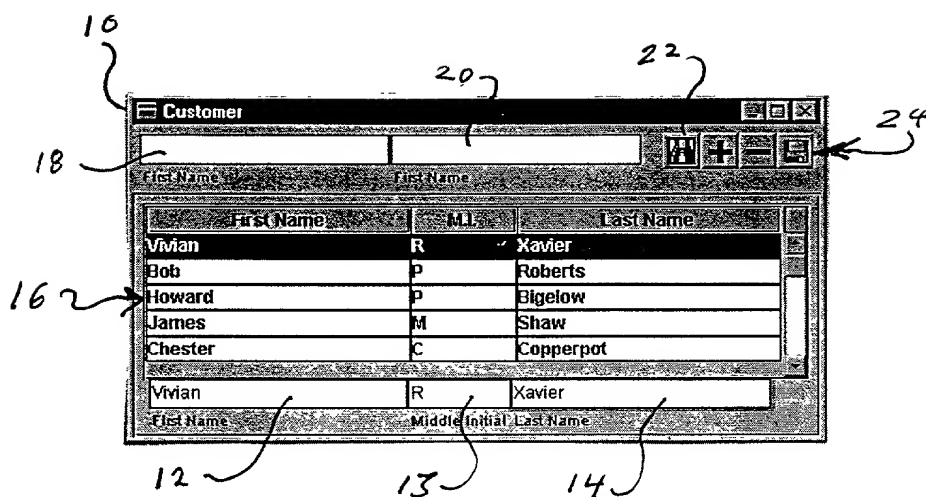 10
20
22
Customer
24
18
First Name First Name
First Name M.I. Last Name
Vivian R Xavier
Bob P Roberts
16
Howard P Bigelow
James M Shaw
Chester C Copperpot
Vivian R Xavier
First Name Middle Initial Last Name
12 13 14